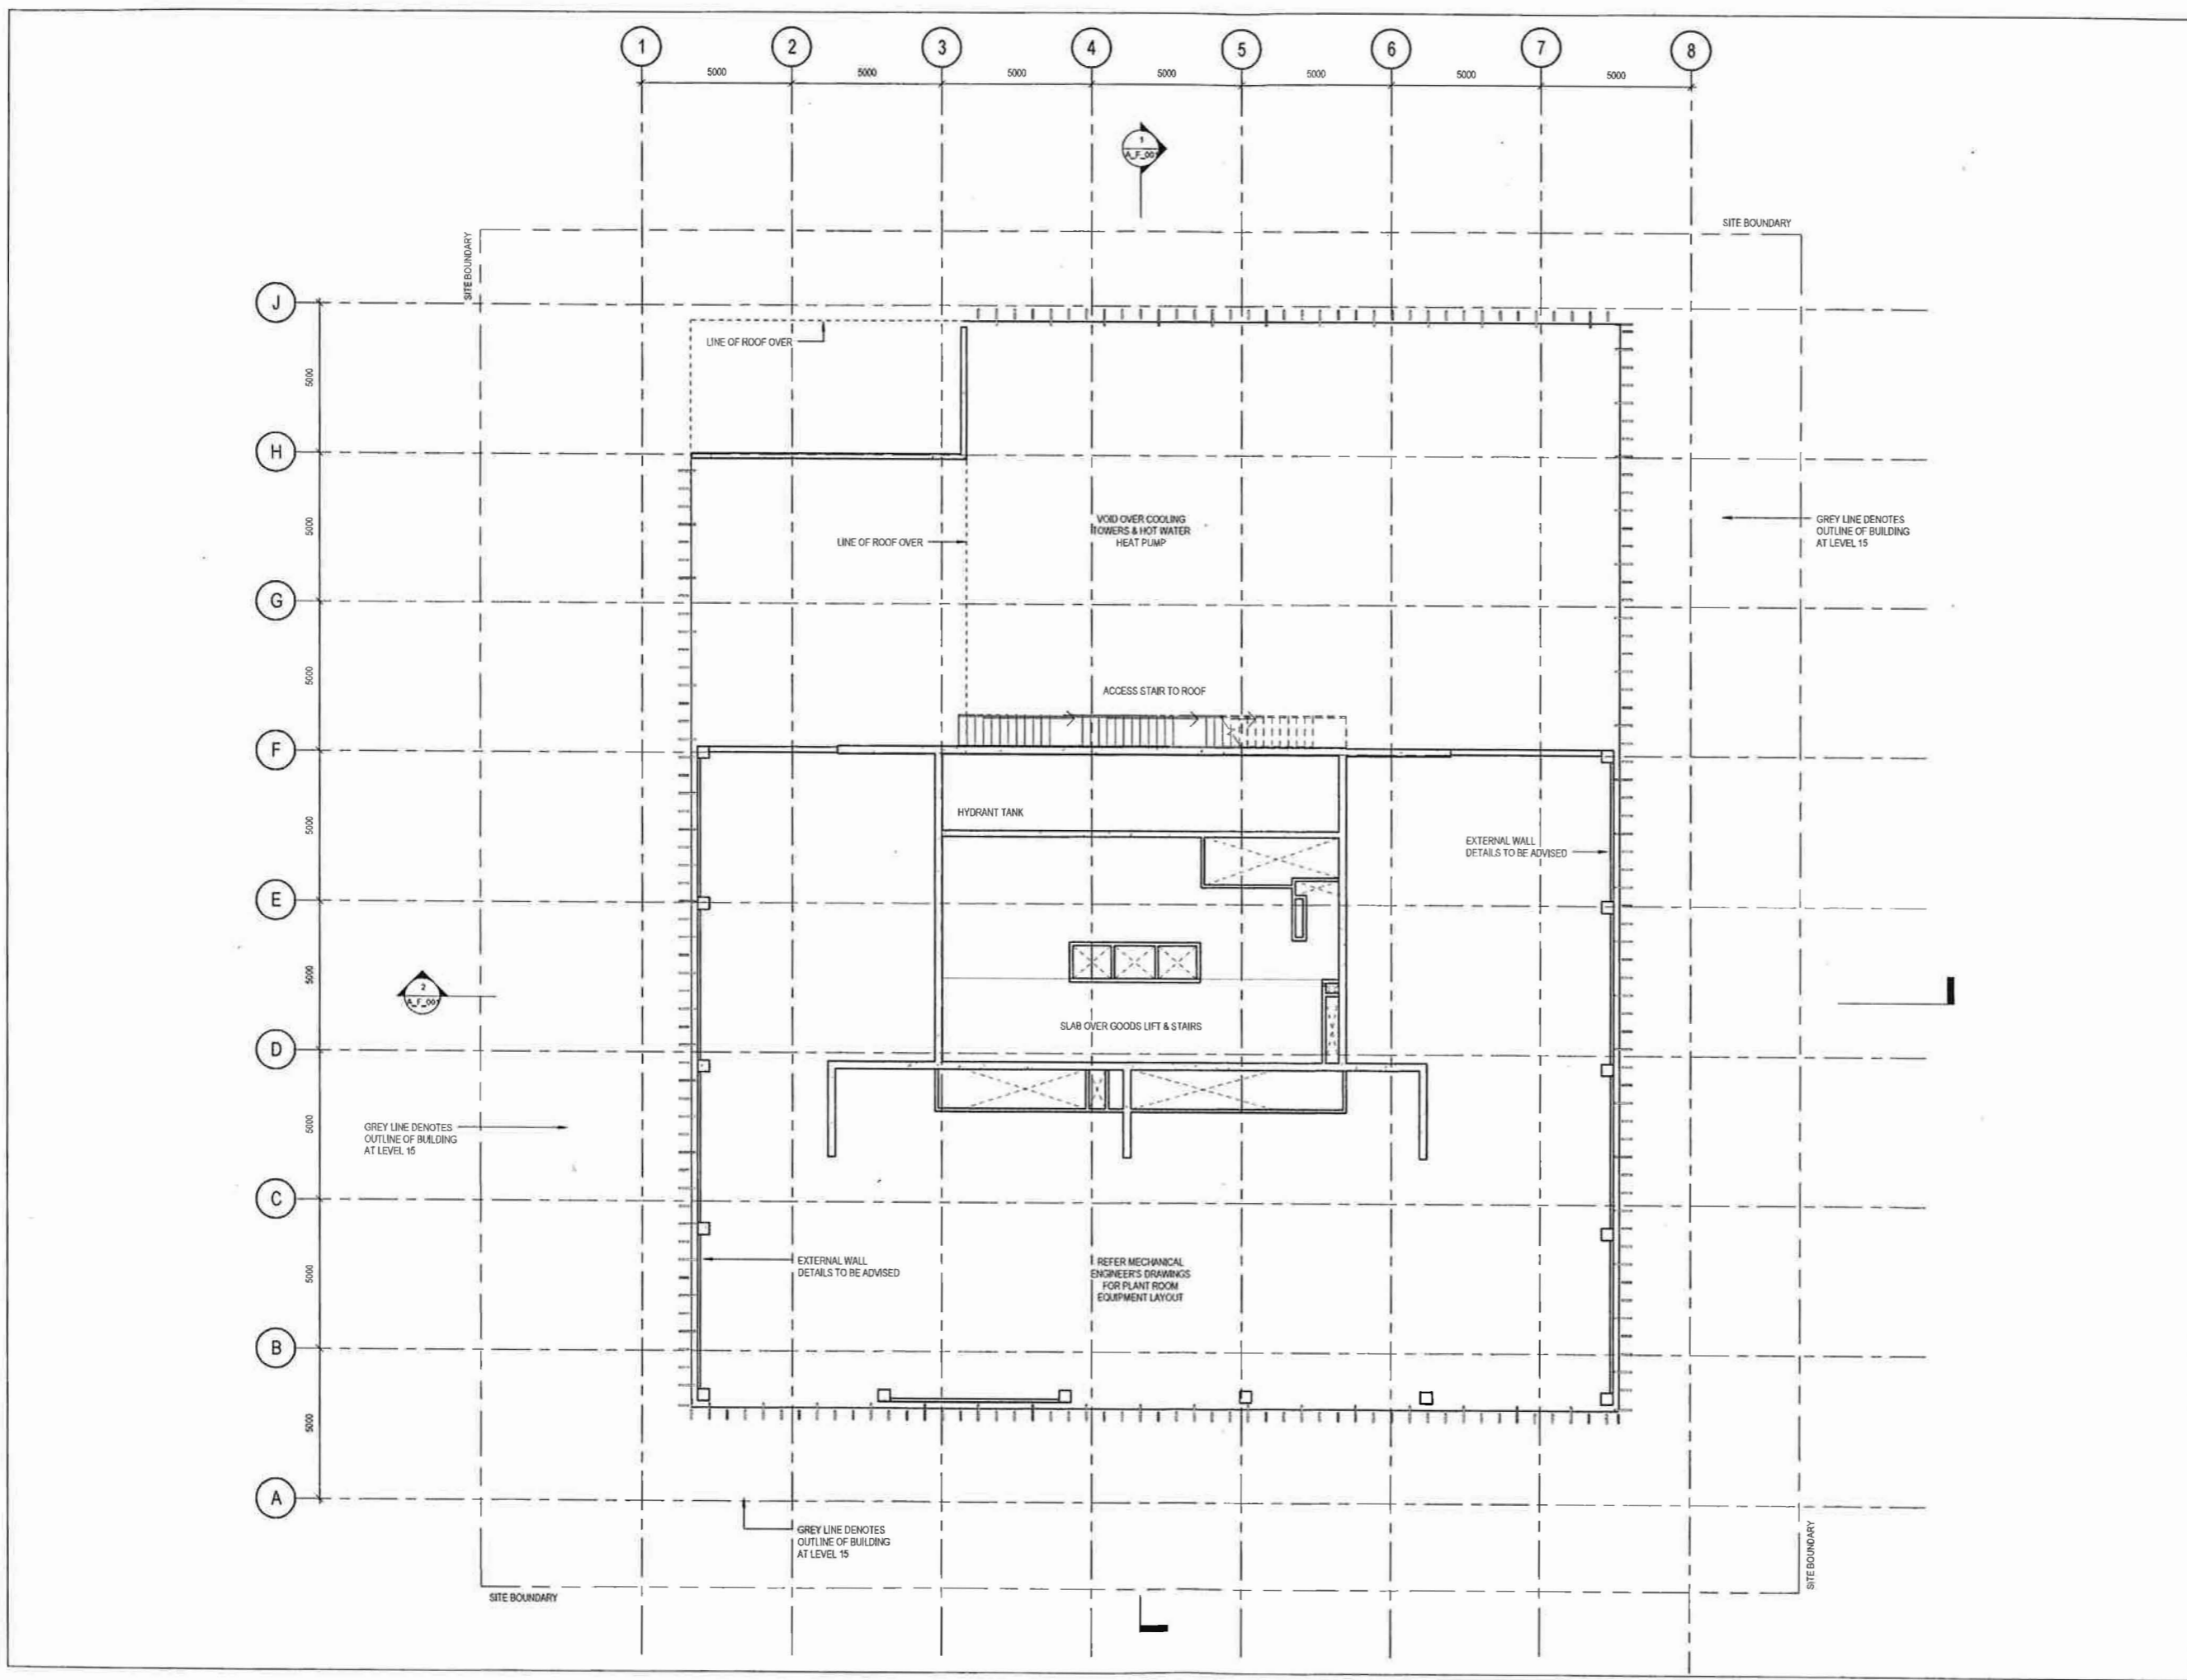 1 2 3 4 5 6 7 8
5000 5000 5000 5000 5000 5000 5000
1
A_F_001
SITE BOUNDARY
SITE BOUNDARY
J
LINE OF ROOF OVER
5000
H
5000
LINE OF ROOF OVER
VOID OVER COOLING
TOWERS & HOT WATER
HEAT PUMP
GREY LINE DENOTES
OUTLINE OF BUILDING
AT LEVEL 15
G
5000
ACCESS STAIR TO ROOF
F
5000
HYDRANT TANK
EXTERNAL WALL
DETAILS TO BE ADVISED
E
5000
2
A_F_001
SLAB OVER GOODS LIFT & STAIRS
D
5000
GREY LINE DENOTES
OUTLINE OF BUILDING
AT LEVEL 15
C
5000
EXTERNAL WALL
DETAILS TO BE ADVISED
REFER MECHANICAL
ENGINEER'S DRAWINGS
FOR PLANT ROOM
EQUIPMENT LAYOUT
B
5000
A
GREY LINE DENOTES
OUTLINE OF BUILDING
AT LEVEL 15
SITE BOUNDARY
SITE BOUNDARY